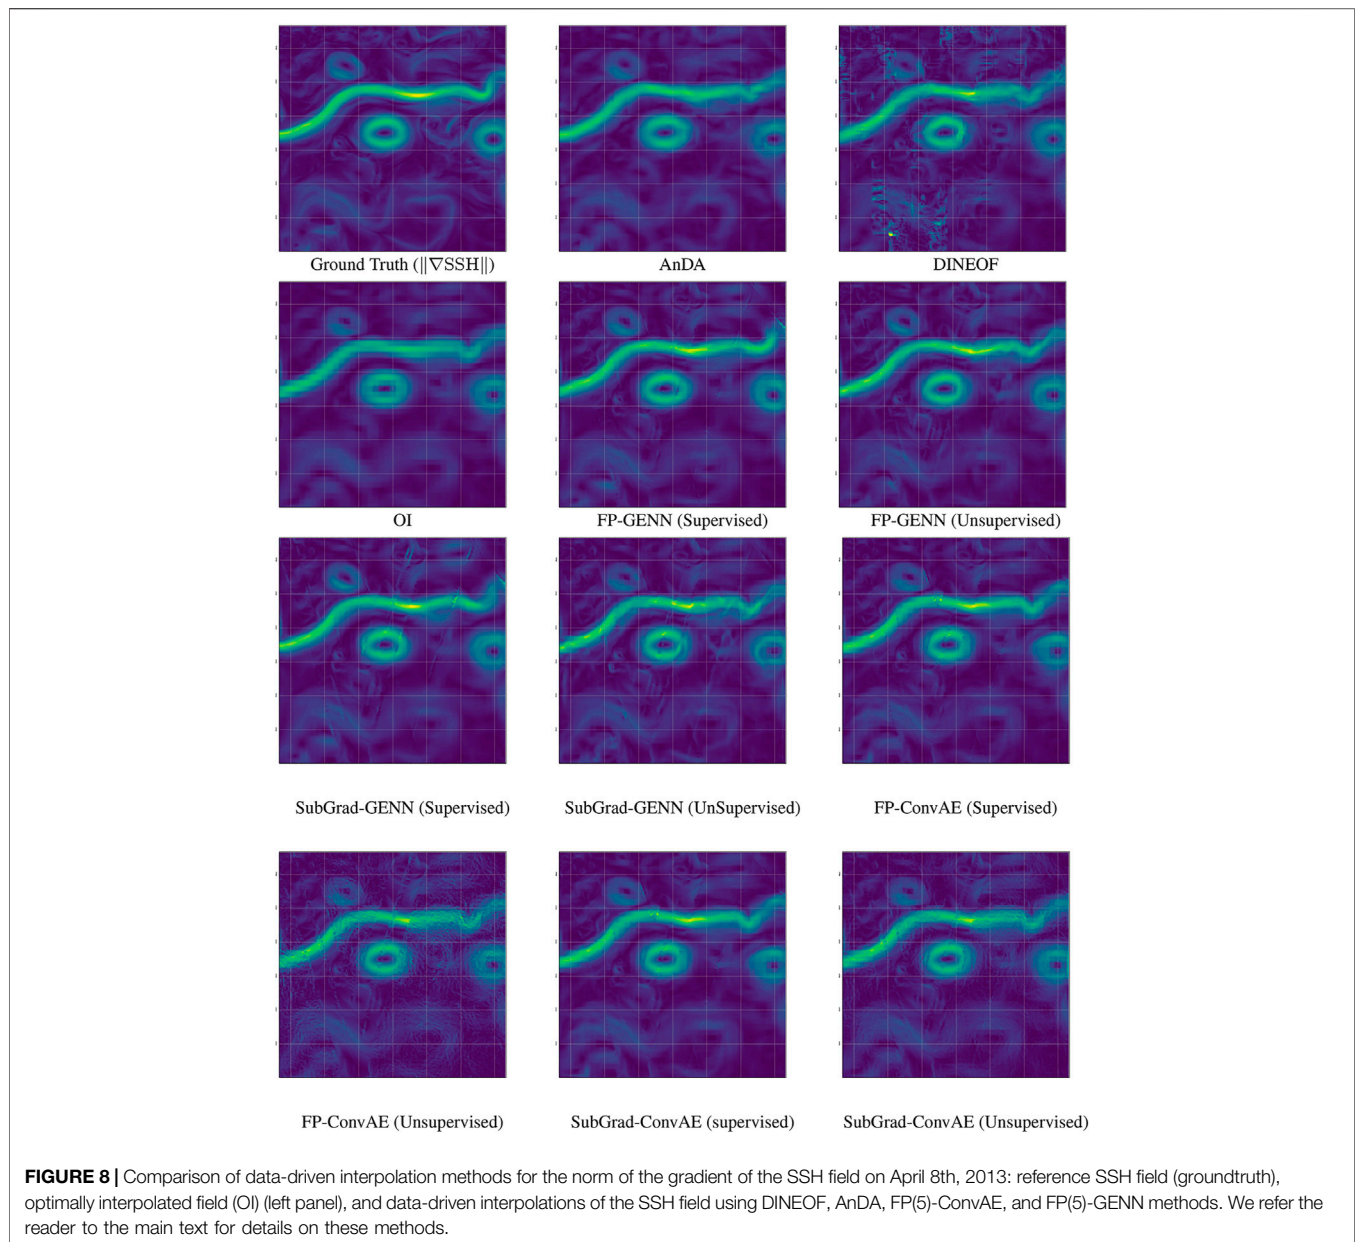 Ground Truth (‖∇SSH‖)
AnDA
DINEOF
OI
FP-GENN (Supervised)
FP-GENN (Unsupervised)
SubGrad-GENN (Supervised)
SubGrad-GENN (UnSupervised)
FP-ConvAE (Supervised)
FP-ConvAE (Unsupervised)
SubGrad-ConvAE (supervised)
SubGrad-ConvAE (Unsupervised)
FIGURE 8 | Comparison of data-driven interpolation methods for the norm of the gradient of the SSH field on April 8th, 2013: reference SSH field (groundtruth),
optimally interpolated field (OI) (left panel), and data-driven interpolations of the SSH field using DINEOF, AnDA, FP(5)-ConvAE, and FP(5)-GENN methods. We refer the
reader to the main text for details on these methods.